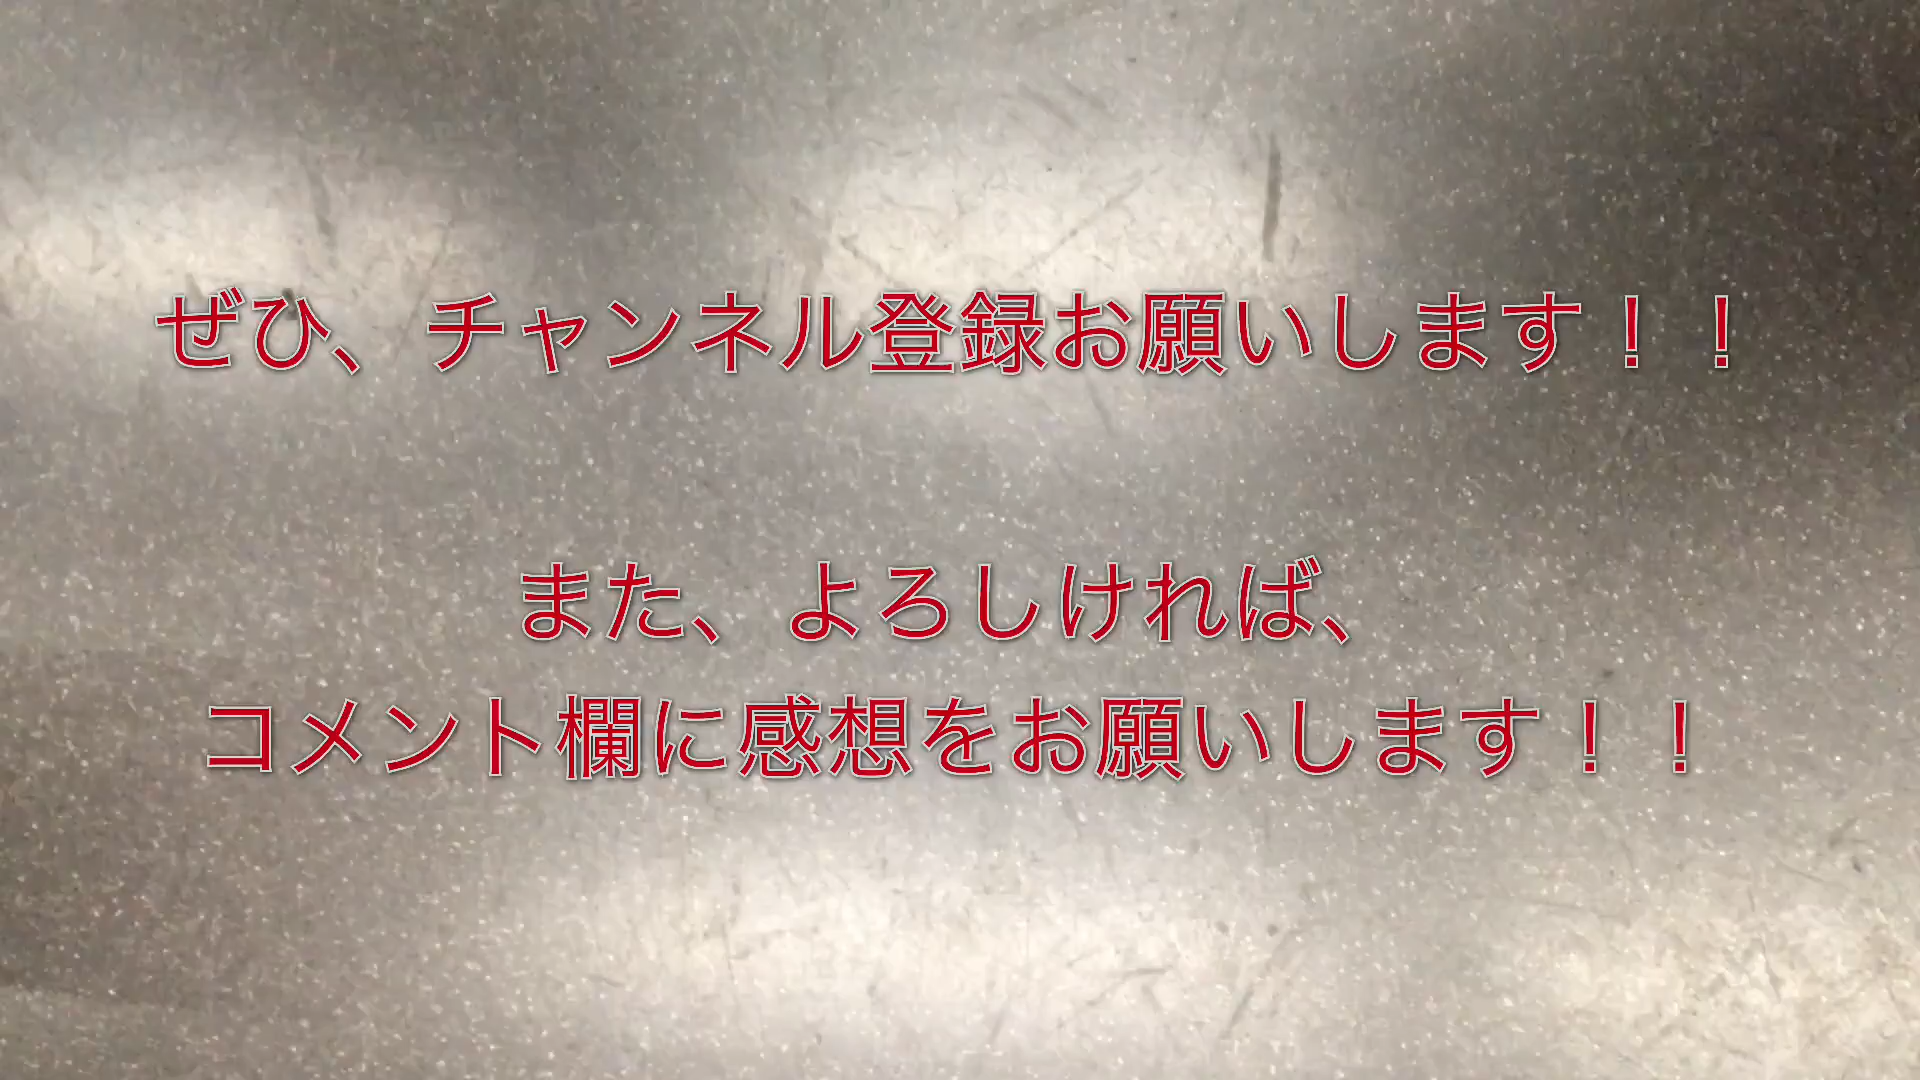 ぜひ、チャンネル登録お願いします！！
また、よろしければ、
コメント欄に感想をお願いします！！